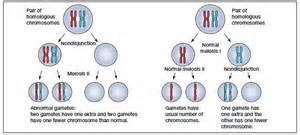 Pair of
homologous
chromosomes.
Nondisjunction
Meiosis II
Abnormal gametes:
two gametes have one extra and two
have one fewer chromosome than normal.
Pair of
homologous
chromosomes.
Normal
meiosis I
Normal meiosis II
Nondisjunction
Gametes have
usual number of
chromosomes.
One gamete has
one extra and the
other has one fewer
chromosome.